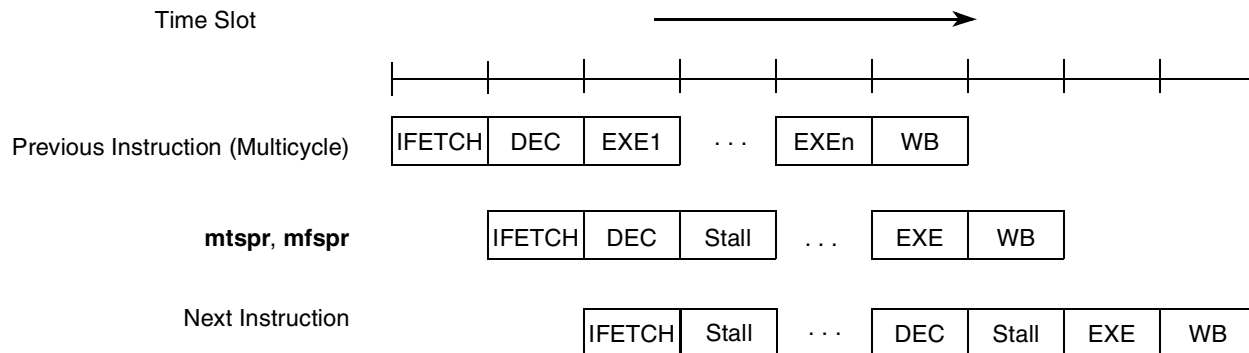 Time Slot
Previous Instruction (Multicycle) IFETCH DEC EXE1 . . . EXEn WB
mtspr, mfspr IFETCH DEC Stall . . . EXE WB
Next Instruction IFETCH Stall . . . DEC Stall EXE WB